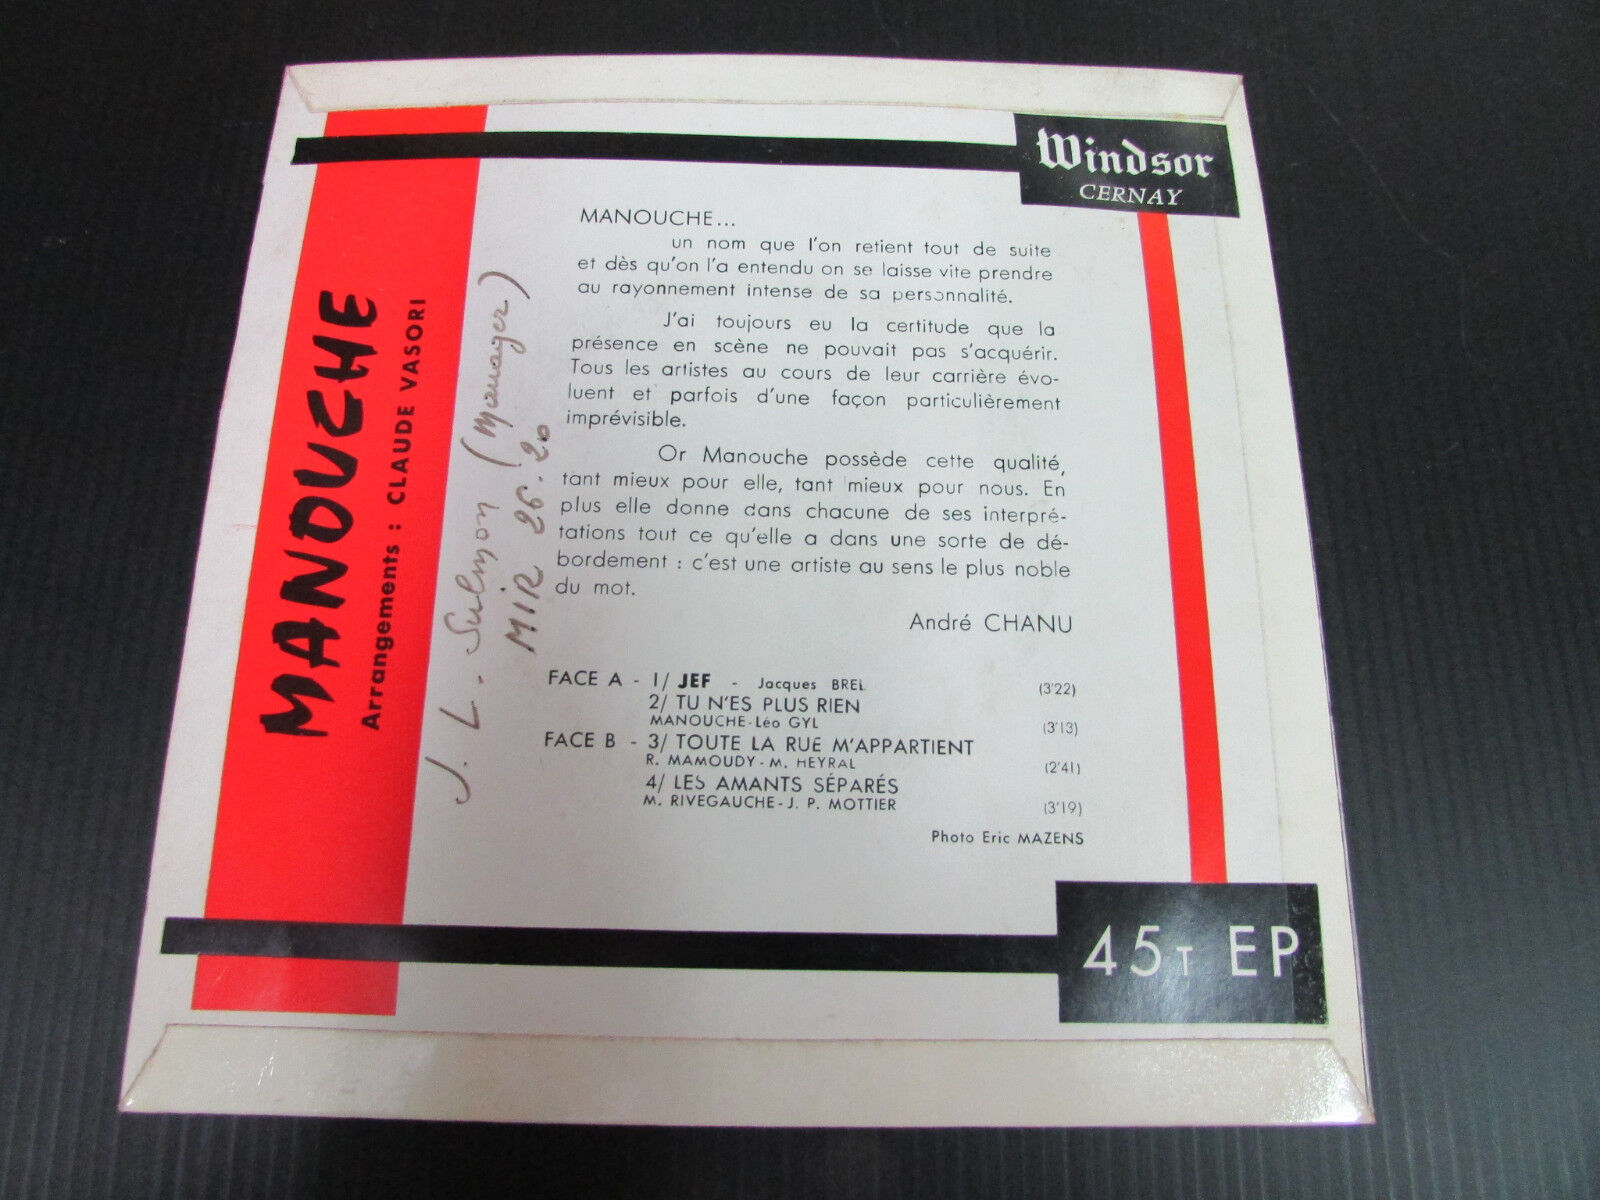 Windsor
CERNAY
MANOUCHE
Arrangements : CLAUDE VASORI
J. L. Sulmon (Manager)
MIR 26.20
MANOUCHE...
un nom que l'on retient tout de suite
et dès qu'on l'a entendu on se laisse vite prendre
au rayonnement intense de sa personnalité.
J'ai toujours eu la certitude que la
présence en scène ne pouvait pas s'acquérir.
Tous les artistes au cours de leur carrière évo-
luent et parfois d'une façon particulièrement
imprévisible.
Or Manouche possède cette qualité,
tant mieux pour elle, tant mieux pour nous. En
plus elle donne dans chacune de ses interpré-
tations tout ce qu'elle a dans une sorte de dé-
bordement : c'est une artiste au sens le plus noble
du mot.
André CHANU
FACE A - 1/ JEF - Jacques BREL (3'22)
2/ TU N'ES PLUS RIEN
MANOUCHE-Léo GYL (3'13)
FACE B - 3/ TOUTE LA RUE M'APPARTIENT
R. MAMOUDY - M. HEYRAL (2'41)
4/ LES AMANTS SÉPARÉS
M. RIVEGAUCHE-J. P. MOTTIER (3'19)
Photo Eric MAZENS
45T EP